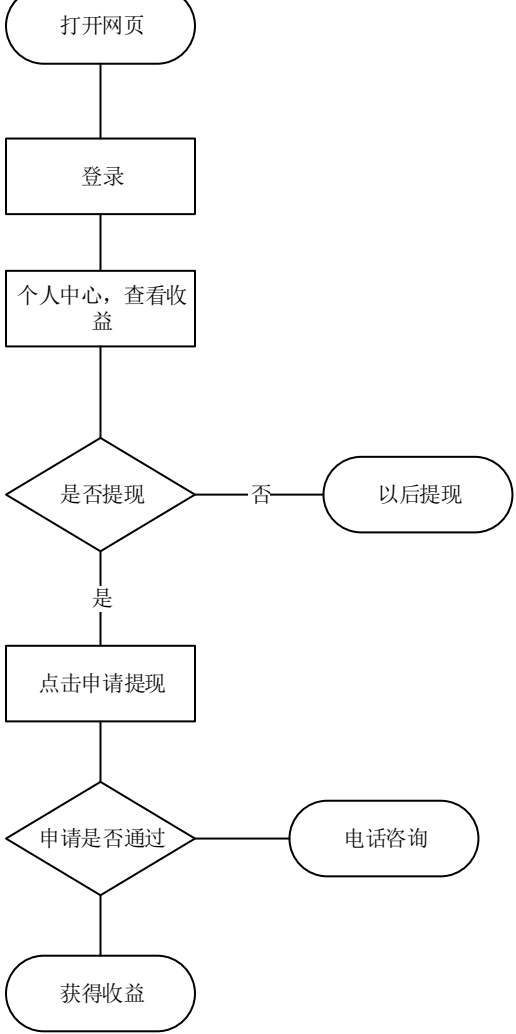 打开网页
登录
个人中心，查看收
益
是否提现
否
以后提现
是
点击申请提现
申请是否通过
电话咨询
获得收益